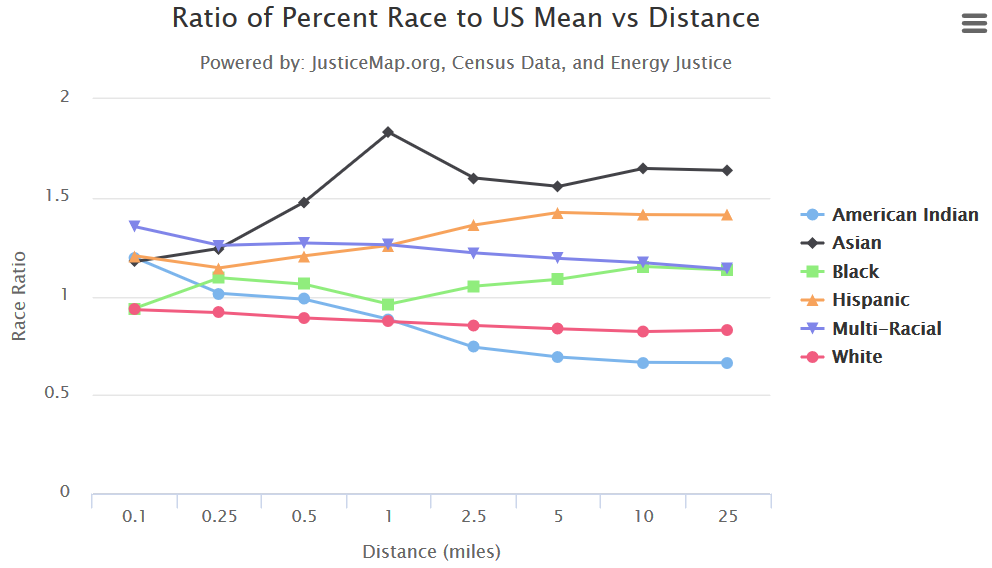 Ratio of Percent Race to US Mean vs Distance
Powered by: JusticeMap.org, Census Data, and Energy Justice
2
1.5
1
0.5
0
Race Ratio
0.1 0.25 0.5 1 2.5 5 10 25
Distance (miles)
American Indian
Asian
Black
Hispanic
Multi-Racial
White